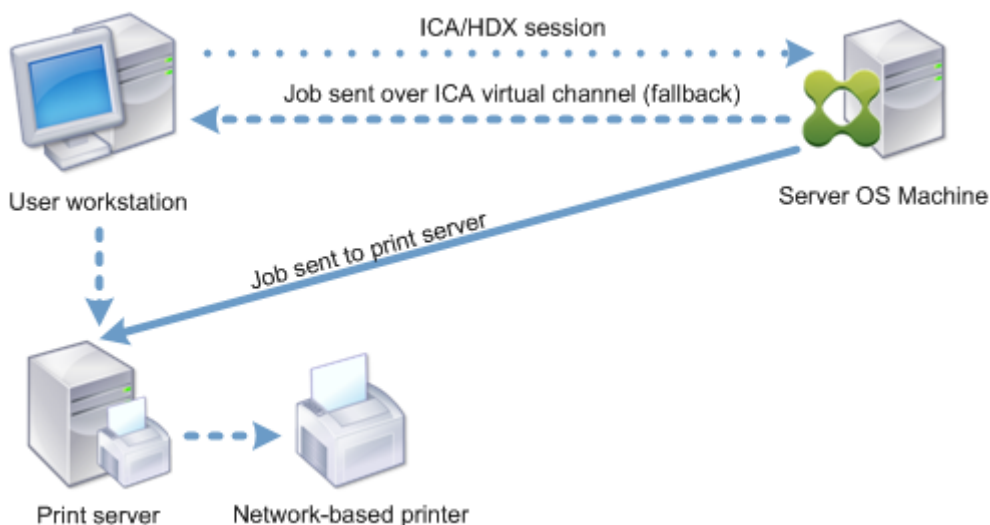 ICA/HDX session
Job sent over ICA virtual channel (fallback)
User workstation
Server OS Machine
Job sent to print server
Print server
Network-based printer